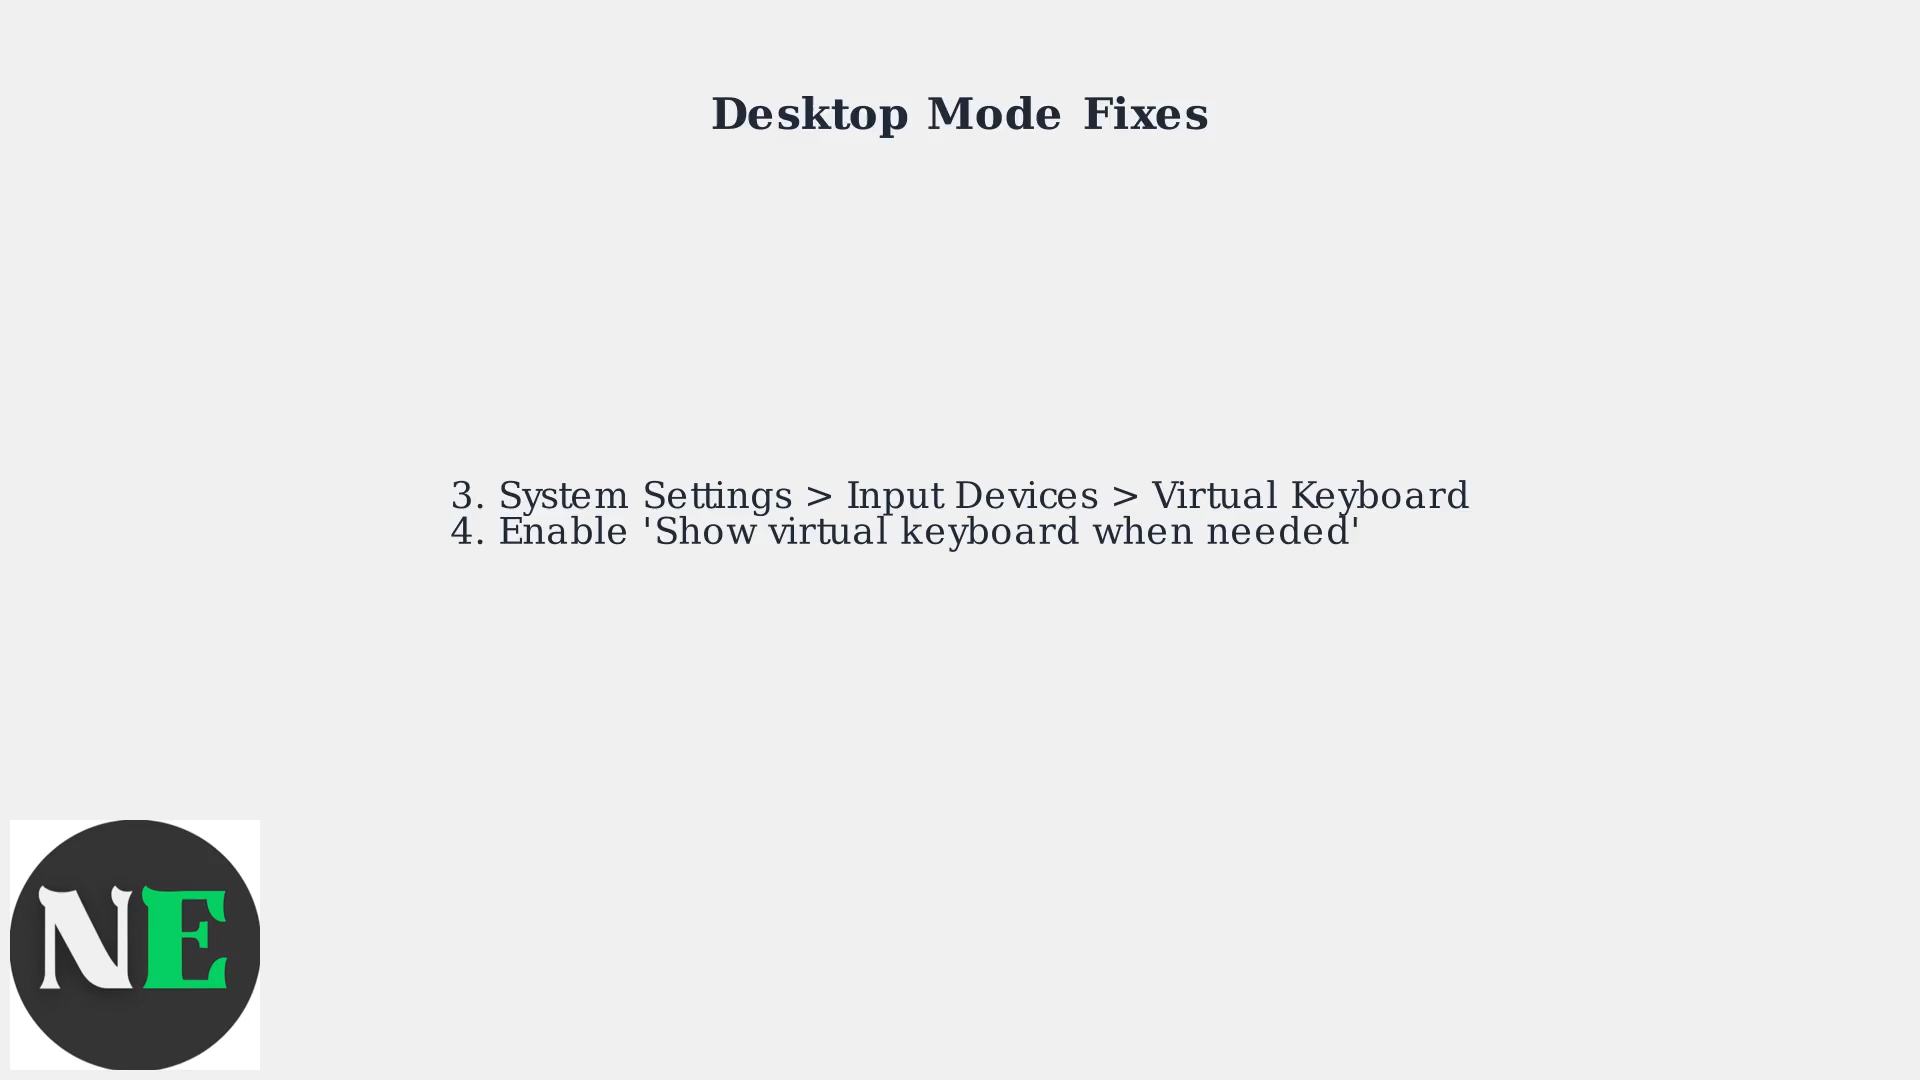 Desktop Mode Fixes
3. System Settings > Input Devices > Virtual Keyboard
4. Enable 'Show virtual keyboard when needed'
NE